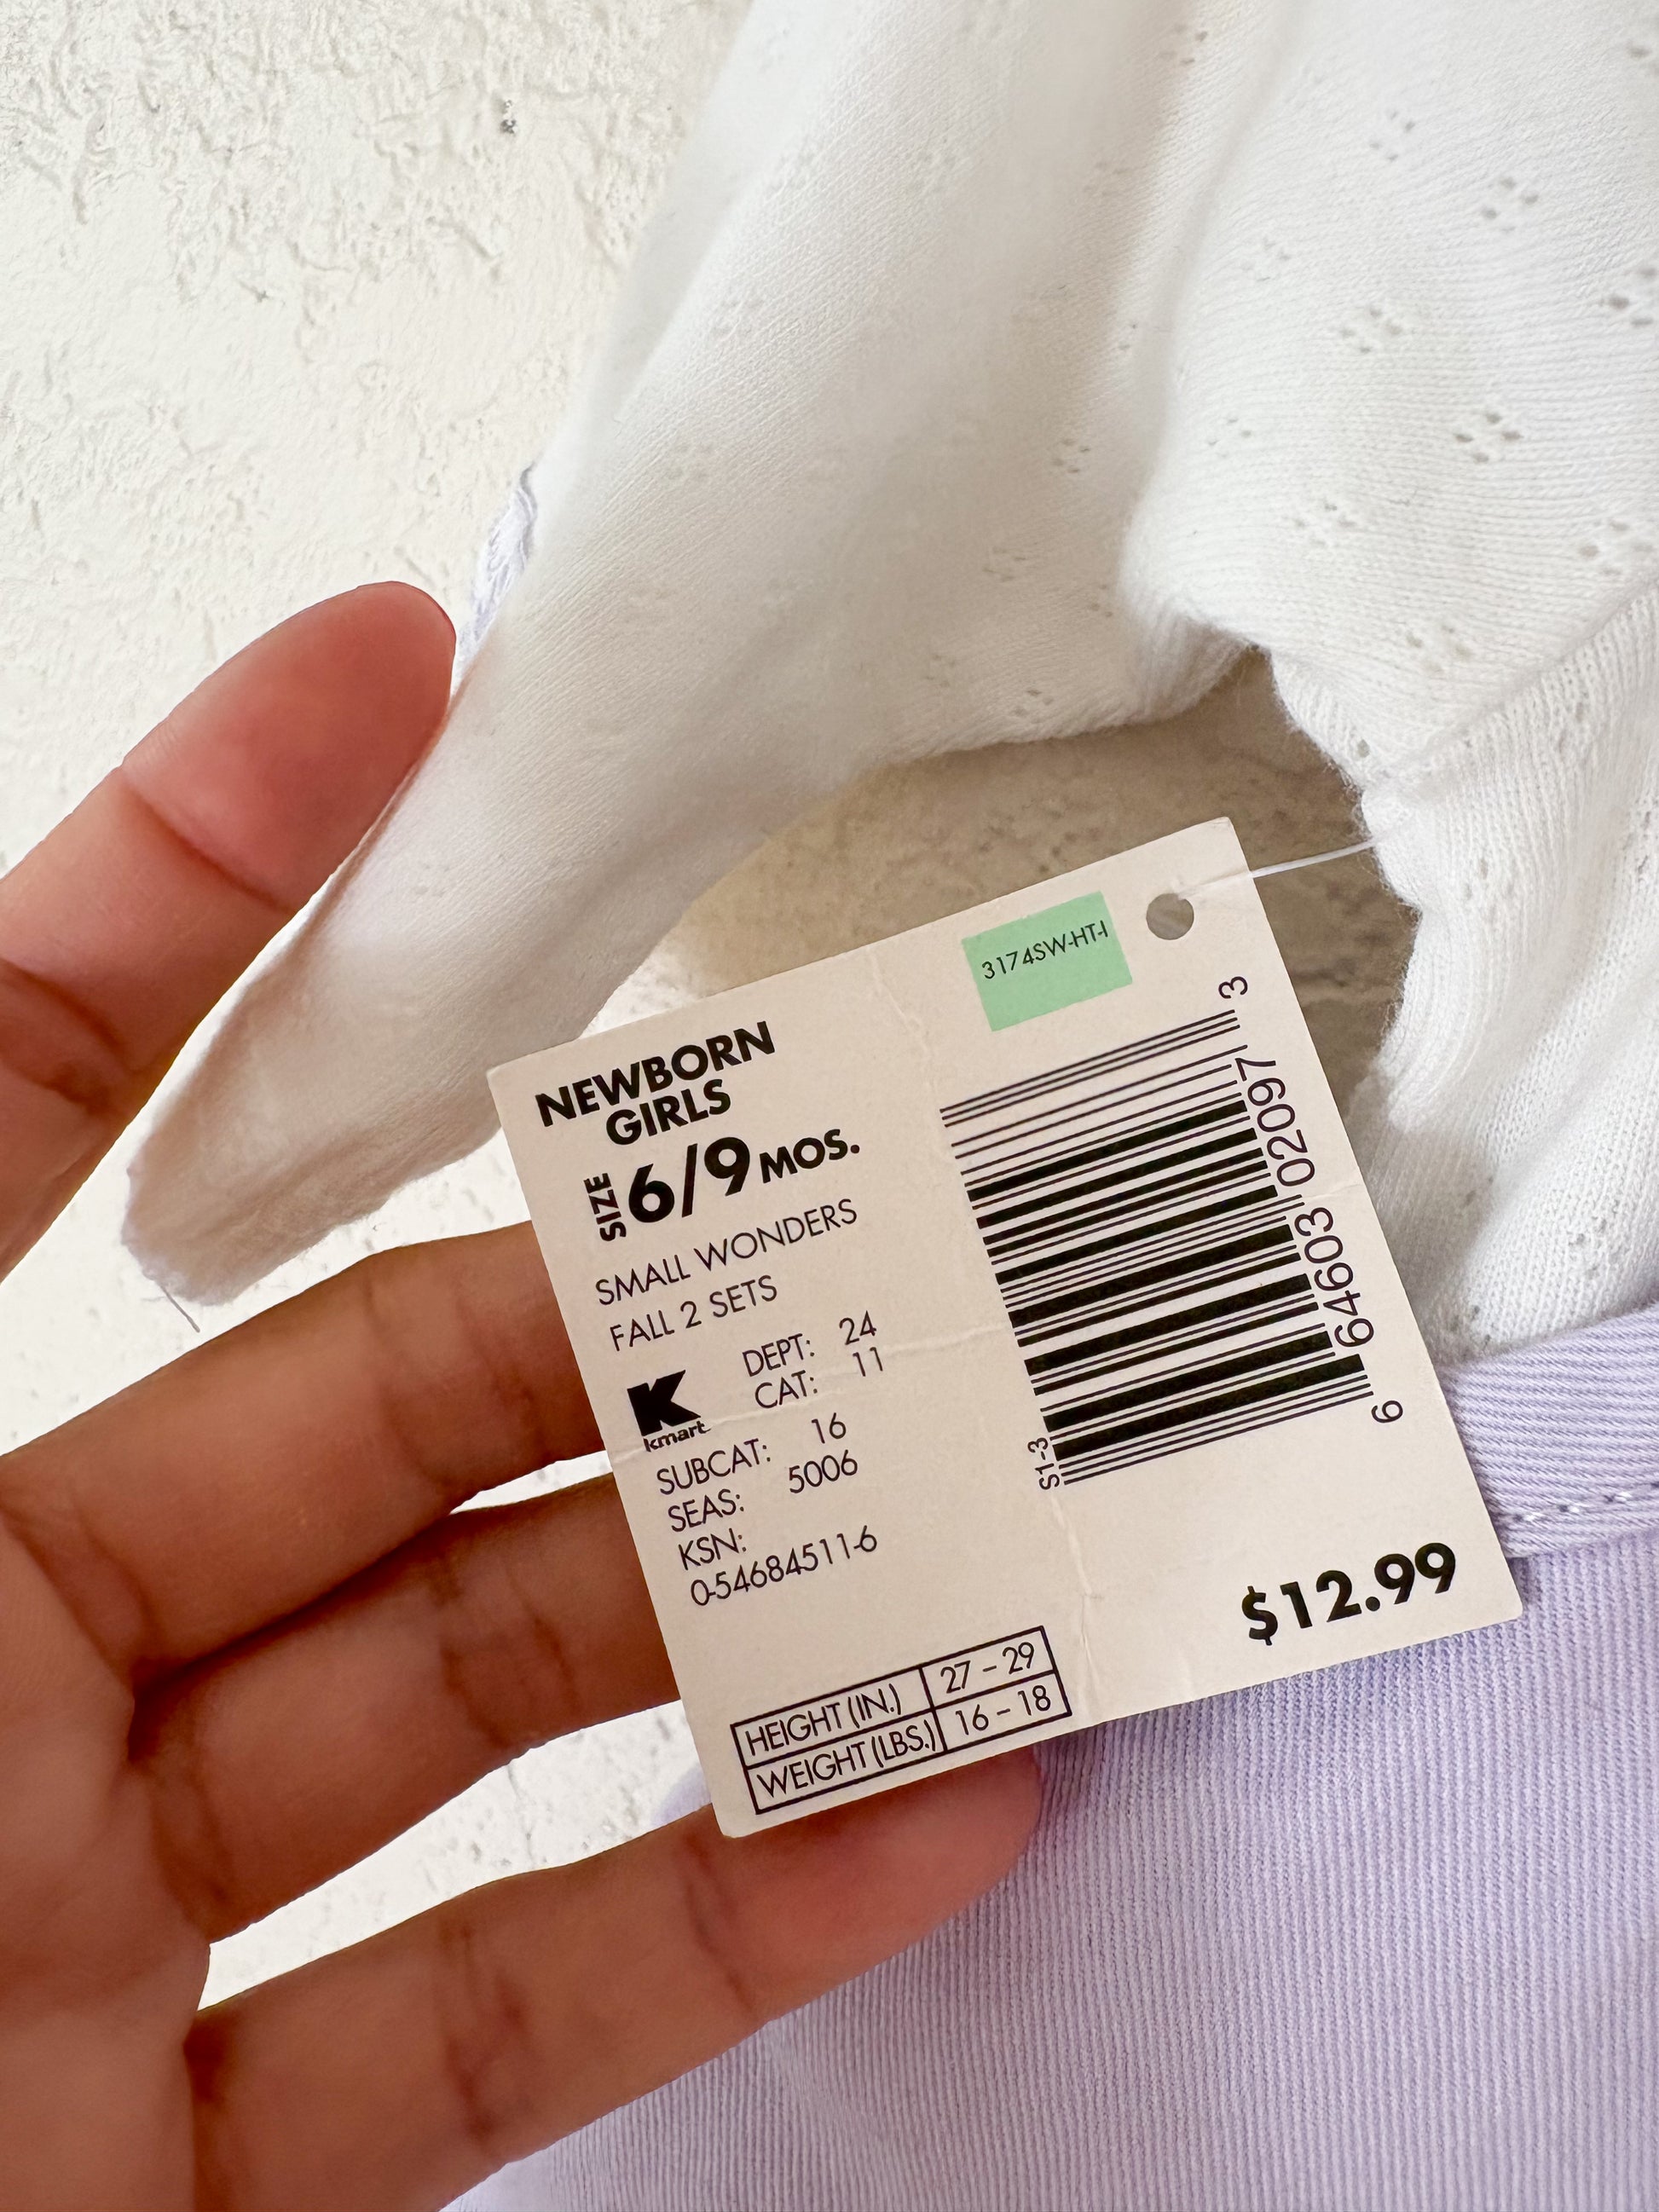 3174SW-HT-I
NEWBORN
GIRLS
SIZE 6/9 MOS.
SMALL WONDERS
FALL 2 SETS
K
kmart
DEPT: 24
CAT: 11
SUBCAT: 16
SEAS: 5006
KSN:
0-54684511-6
HEIGHT (IN.) 27 – 29
WEIGHT (LBS.) 16 – 18
6 64603 02097 3
S1-3
$12.99